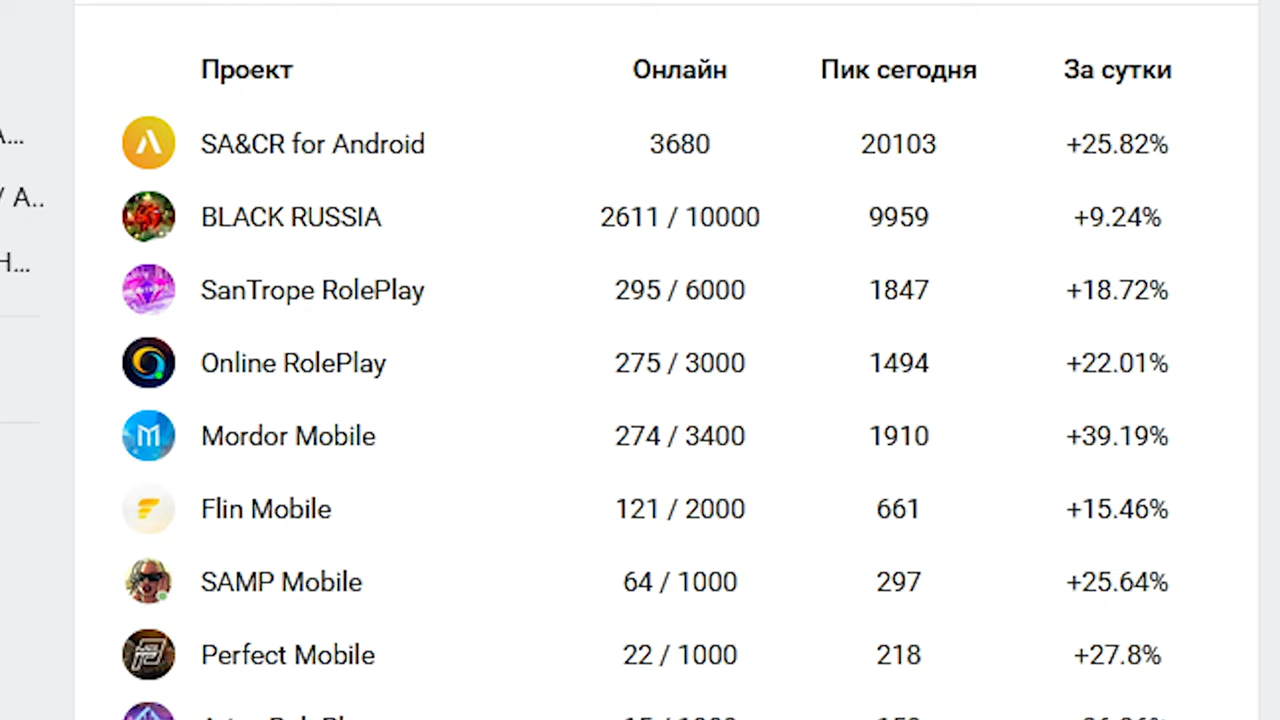 Проект Онлайн Пик сегодня За сутки
А...
SA&CR for Android 3680 20103 +25.82%
/ А..
BLACK RUSSIA 2611 / 10000 9959 +9.24%
Н...
SanTrope RolePlay 295 / 6000 1847 +18.72%
Online RolePlay 275 / 3000 1494 +22.01%
Mordor Mobile 274 / 3400 1910 +39.19%
Flin Mobile 121 / 2000 661 +15.46%
SAMP Mobile 64 / 1000 297 +25.64%
Perfect Mobile 22 / 1000 218 +27.8%